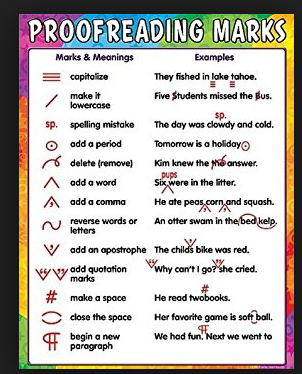 PROOFREADING MARKS
Marks & Meanings Examples
capitalize They fished in lake tahoe.
/ make it lowercase Five Students missed the Bus.
sp. spelling mistake The day was clowdy and cold. sp.
add a period Tomorrow is a holiday
delete (remove) Kim knew the the answer.
add a word Six were in the litter. pups
add a comma He ate peas, corn, and squash.
reverse words or letters An otter swam in the bed kelp.
add an apostrophe The child's bike was red.
add quotation marks "Why can't I go?" she cried.
# make a space He read twobooks. #
close the space Her favorite game is soft ball.
¶ begin a new paragraph We had fun. ¶ Next we went to